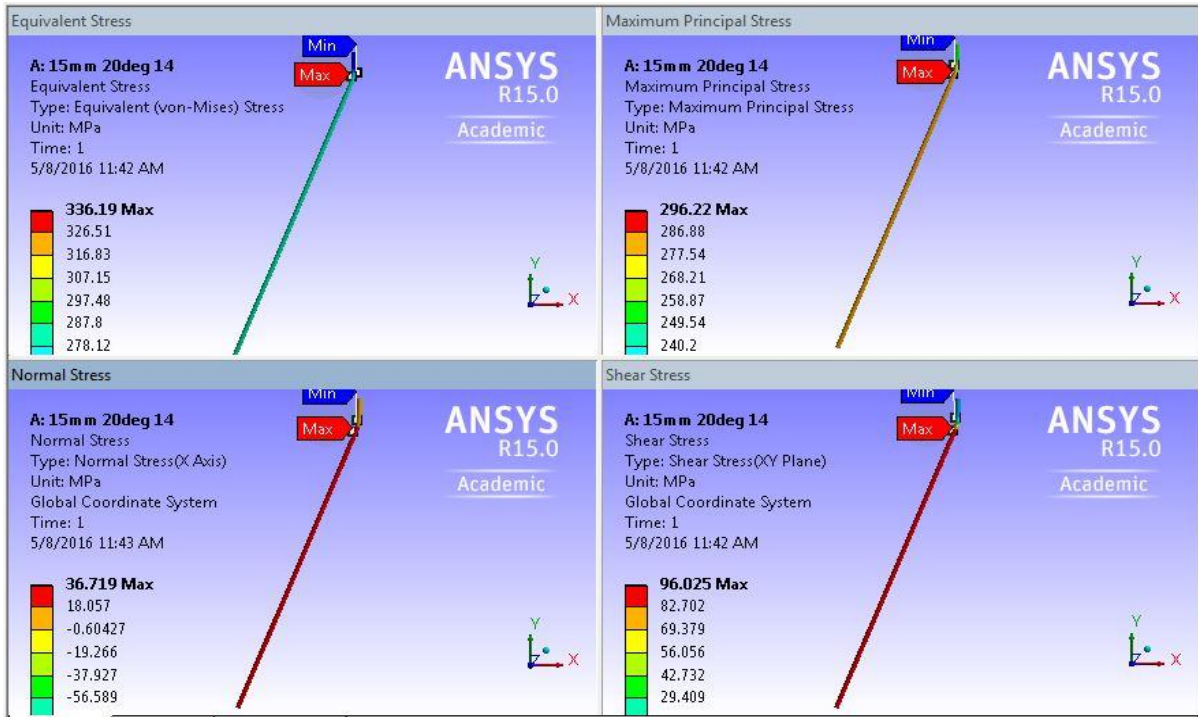 Equivalent Stress
Min
Max
A: 15mm 20deg 14
Equivalent Stress
Type: Equivalent (von-Mises) Stress
Unit: MPa
Time: 1
5/8/2016 11:42 AM
ANSYS
R15.0
Academic
336.19 Max
326.51
316.83
307.15
297.48
287.8
278.12
Y
Z
X
Maximum Principal Stress
Min
Max
A: 15mm 20deg 14
Maximum Principal Stress
Type: Maximum Principal Stress
Unit: MPa
Time: 1
5/8/2016 11:42 AM
ANSYS
R15.0
Academic
296.22 Max
286.88
277.54
268.21
258.87
249.54
240.2
Y
Z
X
Normal Stress
Min
Max
A: 15mm 20deg 14
Normal Stress
Type: Normal Stress(X Axis)
Unit: MPa
Global Coordinate System
Time: 1
5/8/2016 11:43 AM
ANSYS
R15.0
Academic
36.719 Max
18.057
-0.60427
-19.266
-37.927
-56.589
Y
Z
X
Shear Stress
Min
Max
A: 15mm 20deg 14
Shear Stress
Type: Shear Stress(XY Plane)
Unit: MPa
Global Coordinate System
Time: 1
5/8/2016 11:42 AM
ANSYS
R15.0
Academic
96.025 Max
82.702
69.379
56.056
42.732
29.409
Y
Z
X